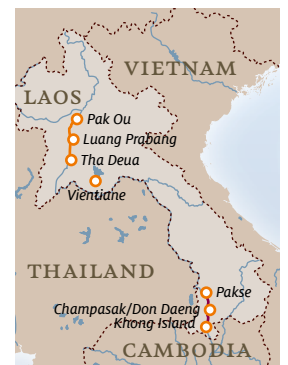 VIETNAM
LAOS
Pak Ou
Luang Prabang
Tha Deua
Vientiane
THAILAND
Pakse
Champasak/Don Daeng
Khong Island
CAMBODIA